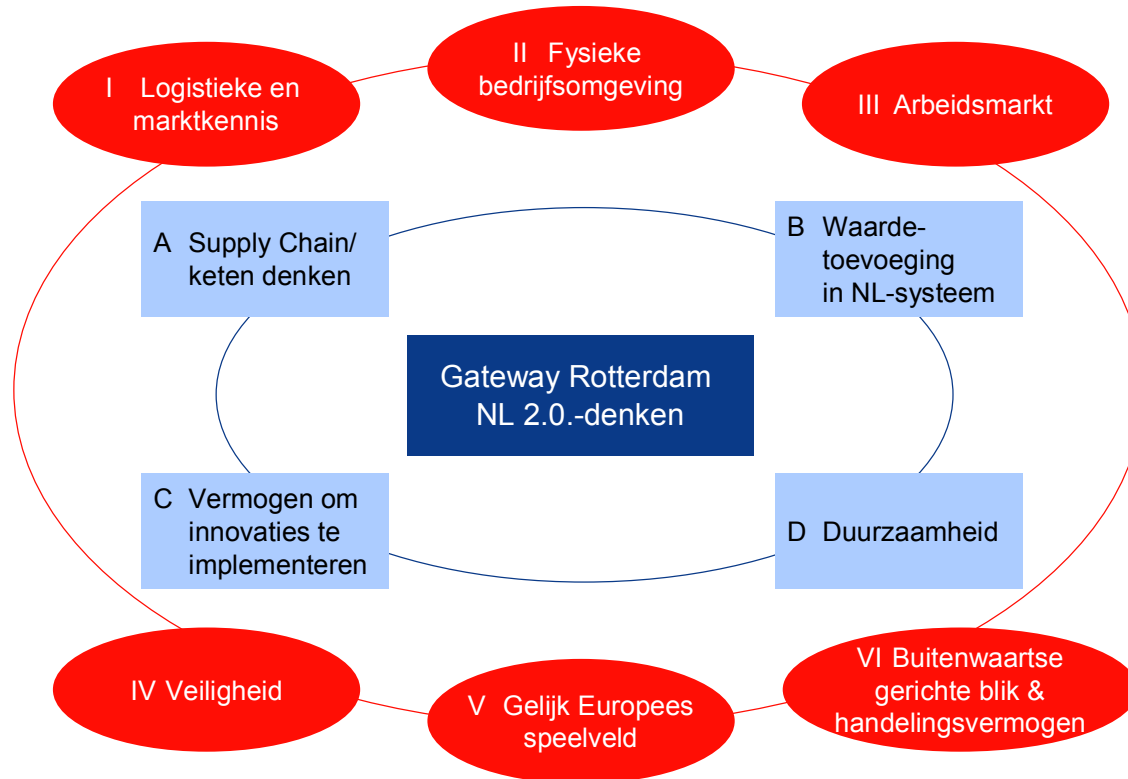 I Logistieke en
marktkennis
II Fysieke
bedrijfsomgeving
III Arbeidsmarkt
A Supply Chain/
keten denken
B Waarde-
toevoeging
in NL-systeem
Gateway Rotterdam
NL 2.0.-denken
C Vermogen om
innovaties te
implementeren
D Duurzaamheid
IV Veiligheid
V Gelijk Europees
speelveld
VI Buitenwaartse
gerichte blik &
handelingsvermogen